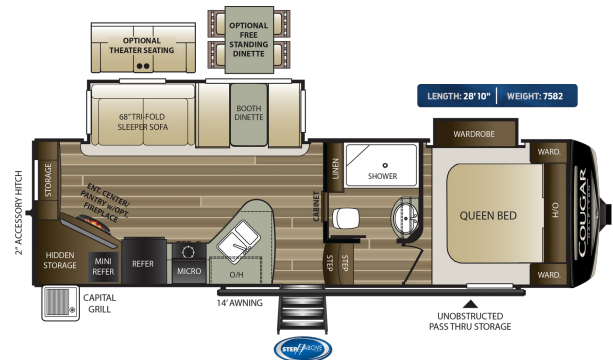 OPTIONAL
FREE
STANDING
DINETTE
OPTIONAL
THEATER SEATING
LENGTH: 28' 10" | WEIGHT: 7582
68" TRI-FOLD
SLEEPER SOFA
BOOTH
DINETTE
WARDROBE
STORAGE
LINEN
SHOWER
WARD.
2" ACCESSORY HITCH
ENT. CENTER/
PANTRY w/OPT.
FIREPLACE
CABINET
QUEEN BED
H/O
COUGAR
HIDDEN
STORAGE
MINI
REFER
REFER
MICRO
O/H
STEP
STEP
WARD.
CAPITAL
GRILL
14' AWNING
UNOBSTRUCTED
PASS THRU STORAGE
STEP ABOVE